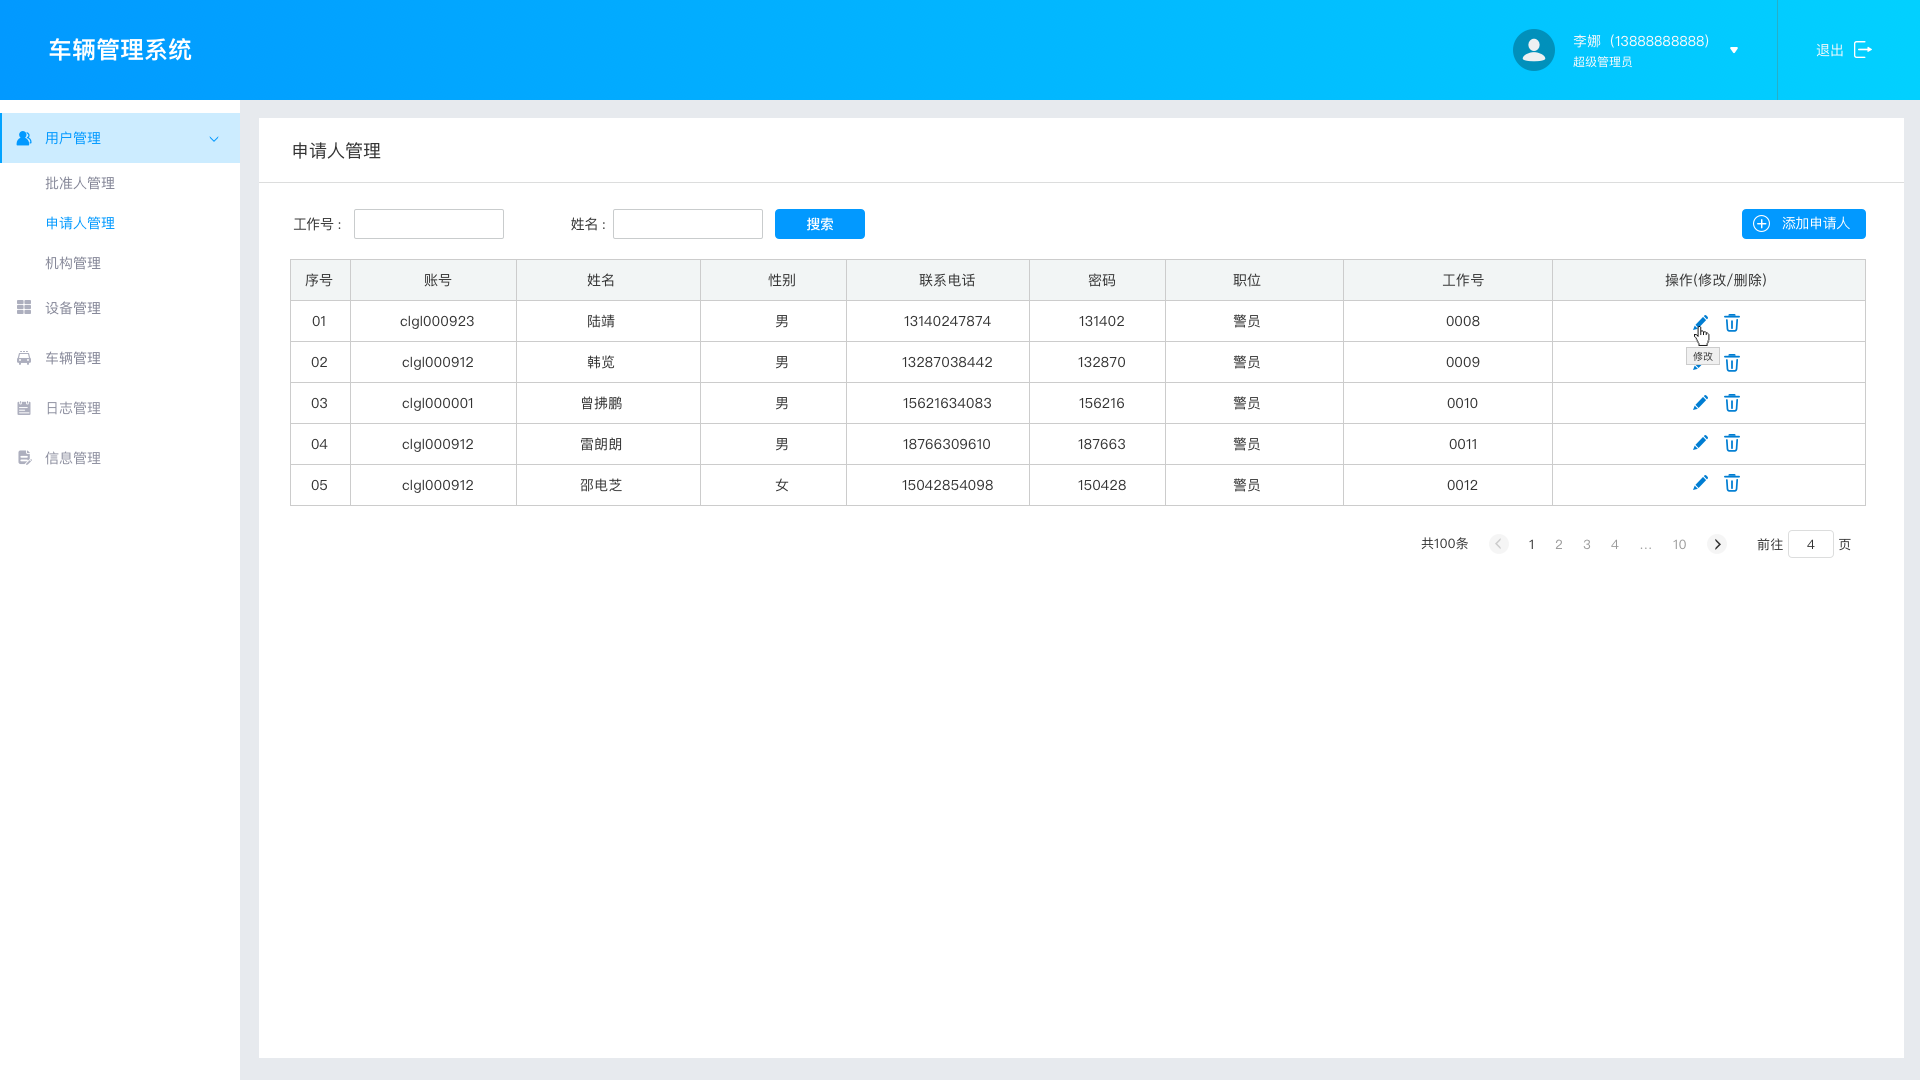 车辆管理系统
李娜（13888888888）
超级管理员
退出
用户管理
批准人管理
申请人管理
机构管理
设备管理
车辆管理
日志管理
信息管理
申请人管理
工作号：
姓名：
搜索
添加申请人
序号 账号 姓名 性别 联系电话 密码 职位 工作号 操作(修改/删除)
01 clgl000923 陆靖 男 13140247874 131402 警员 0008
修改
02 clgl000912 韩览 男 13287038442 132870 警员 0009
03 clgl000001 曾拂鹏 男 15621634083 156216 警员 0010
04 clgl000912 雷朗朗 男 18766309610 187663 警员 0011
05 clgl000912 邵电芝 女 15042854098 150428 警员 0012
共100条 1 2 3 4 ... 10 前往 4 页